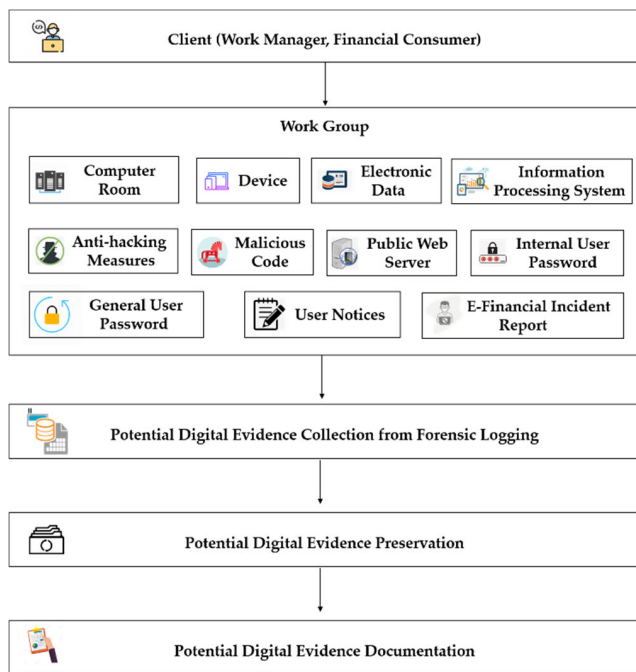 Client (Work Manager, Financial Consumer)
Work Group
Computer
Room
Device
Electronic
Data
Information
Processing System
Anti-hacking
Measures
Malicious
Code
Public Web
Server
Internal User
Password
General User
Password
User Notices
E-Financial Incident
Report
Potential Digital Evidence Collection from Forensic Logging
Potential Digital Evidence Preservation
Potential Digital Evidence Documentation